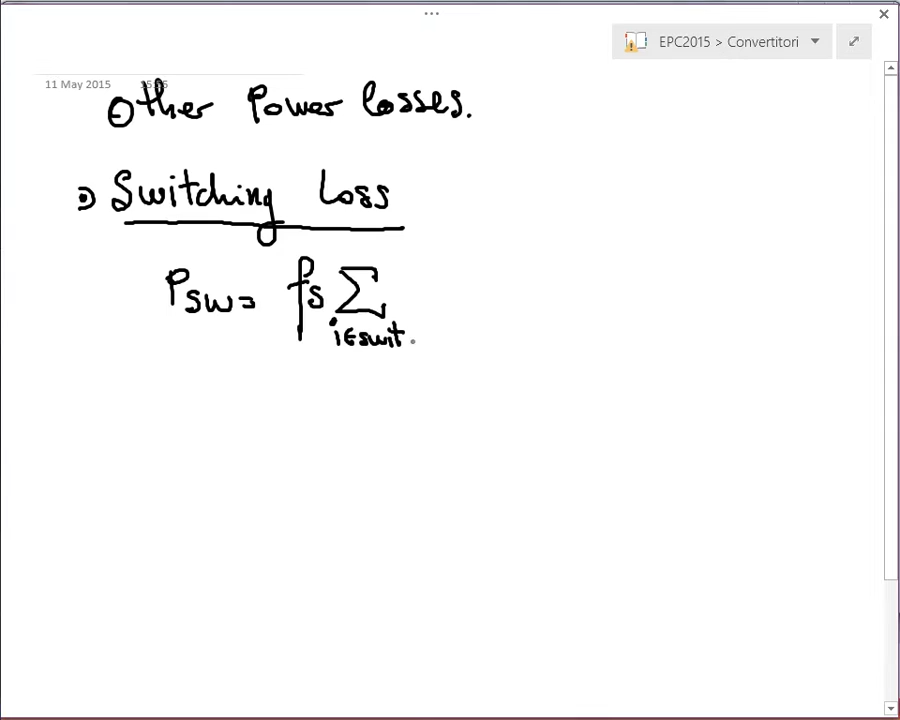 EPC2015 > Convertitori
11 May 2015
Other Power losses.
Switching Loss
Psw= fs ∑
i∈swit.